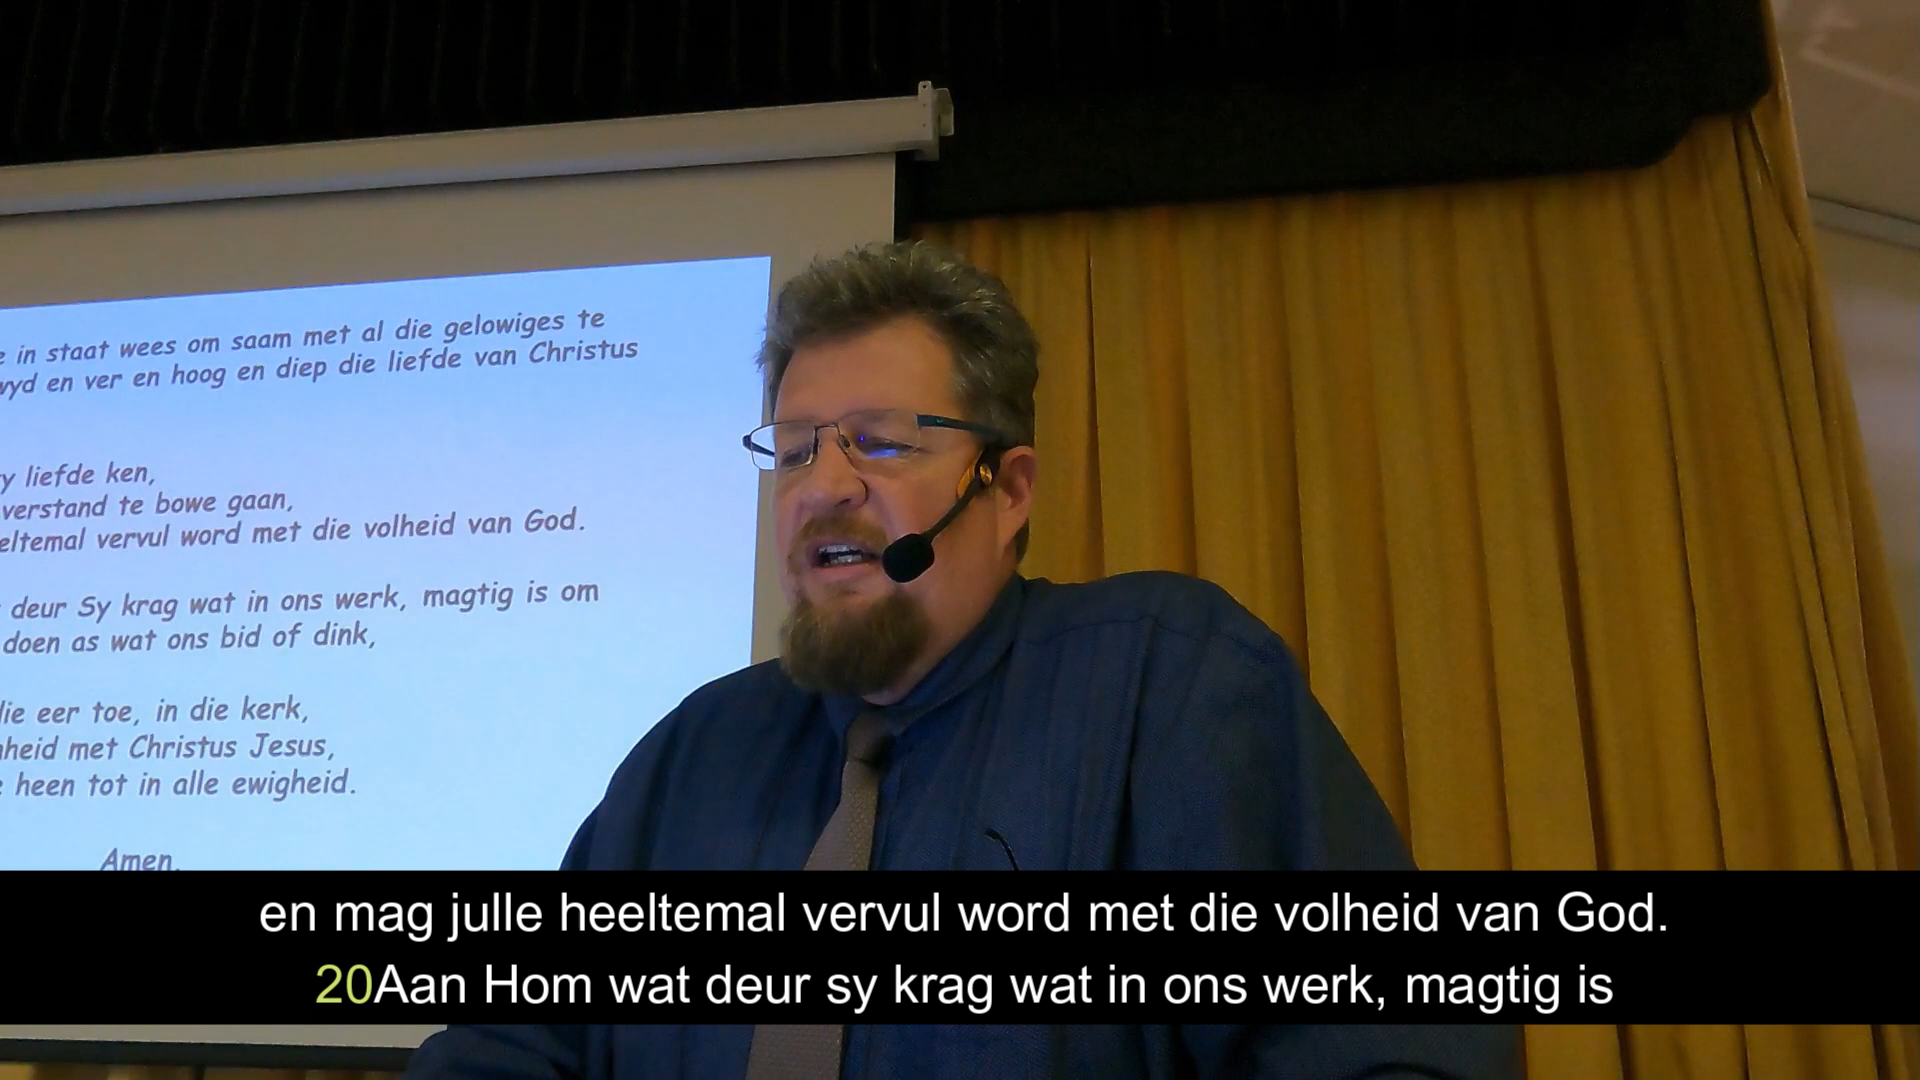 in staat wees om saam met al die gelowiges te
wyd en ver en hoog en diep die liefde van Christus
y liefde ken,
verstand te bowe gaan,
eltemal vervul word met die volheid van God.
deur Sy krag wat in ons werk, magtig is om
doen as wat ons bid of dink,
die eer toe, in die kerk,
heid met Christus Jesus,
heen tot in alle ewigheid.
Amen.
en mag julle heeltemal vervul word met die volheid van God.
20Aan Hom wat deur sy krag wat in ons werk, magtig is